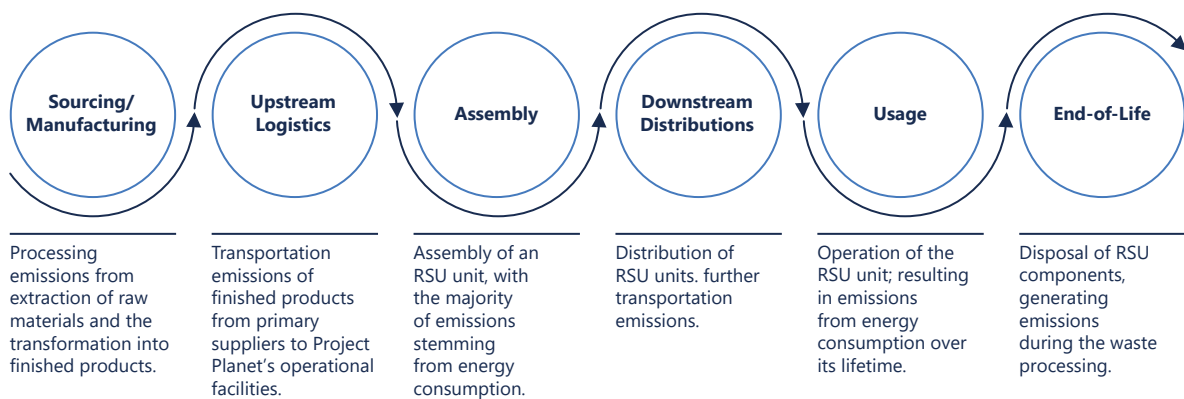 Sourcing/
Manufacturing
Upstream
Logistics
Assembly
Downstream
Distributions
Usage
End-of-Life
Processing
emissions from
extraction of raw
materials and the
transformation into
finished products.
Transportation
emissions of
finished products
from primary
suppliers to Project
Planet’s operational
facilities.
Assembly of an
RSU unit, with
the majority
of emissions
stemming
from energy
consumption.
Distribution of
RSU units. further
transportation
emissions.
Operation of the
RSU unit; resulting
in emissions
from energy
consumption over
its lifetime.
Disposal of RSU
components,
generating
emissions
during the waste
processing.